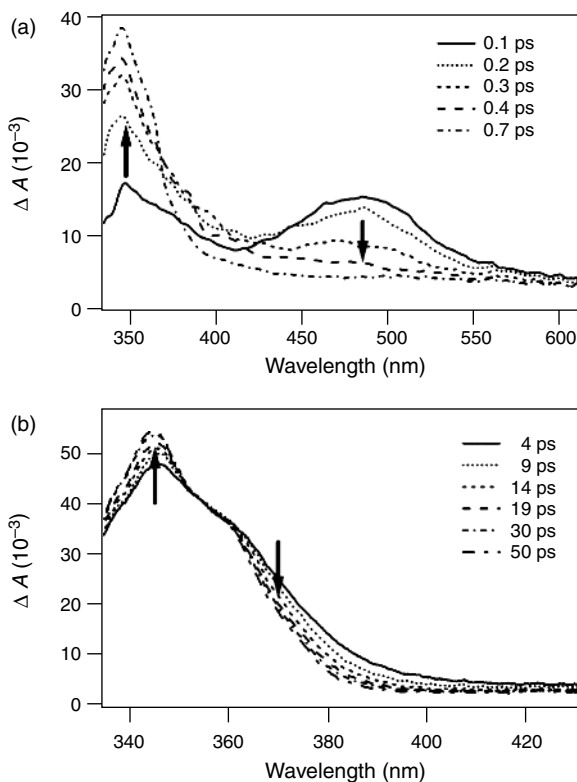 (a)
40
30
20
10
0
Δ A (10⁻³)
0.1 ps
0.2 ps
0.3 ps
0.4 ps
0.7 ps
350 400 450 500 550 600
Wavelength (nm)
(b)
50
40
30
20
10
0
Δ A (10⁻³)
4 ps
9 ps
14 ps
19 ps
30 ps
50 ps
340 360 380 400 420
Wavelength (nm)